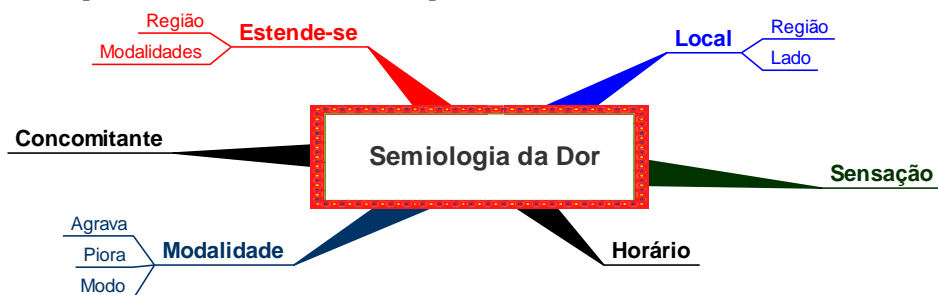 Região
Modalidades
Estende-se
Local
Região
Lado
Concomitante
Semiologia da Dor
Sensação
Agrava
Piora
Modo
Modalidade
Horário